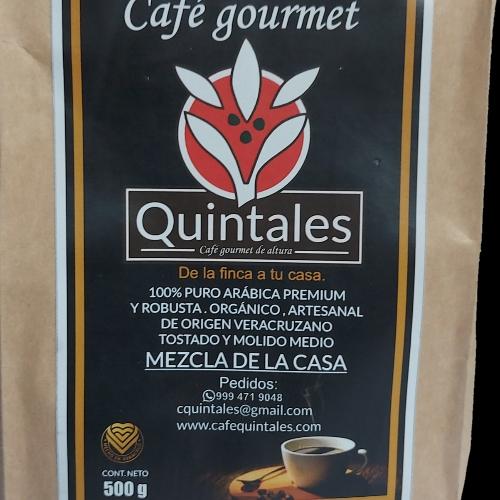 Café gourmet
Quintales
Café gourmet de altura
De la finca a tu casa.
100% PURO ARÁBICA PREMIUM
Y ROBUSTA . ORGÁNICO , ARTESANAL
DE ORIGEN VERACRUZANO
TOSTADO Y MOLIDO MEDIO
MEZCLA DE LA CASA
Pedidos:
999 471 9048
cquintales@gmail.com
www.cafequintales.com
CONT. NETO
500 g